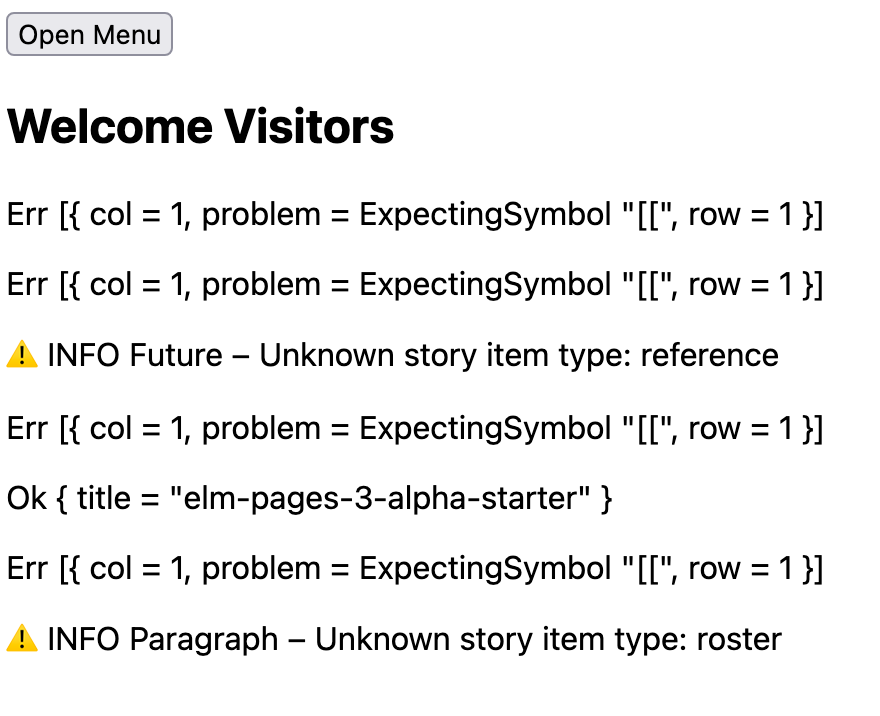 Open Menu
Welcome Visitors
Err [{ col = 1, problem = ExpectingSymbol "[[", row = 1 }]
Err [{ col = 1, problem = ExpectingSymbol "[[", row = 1 }]
⚠️ INFO Future – Unknown story item type: reference
Err [{ col = 1, problem = ExpectingSymbol "[[", row = 1 }]
Ok { title = "elm-pages-3-alpha-starter" }
Err [{ col = 1, problem = ExpectingSymbol "[[", row = 1 }]
⚠️ INFO Paragraph – Unknown story item type: roster